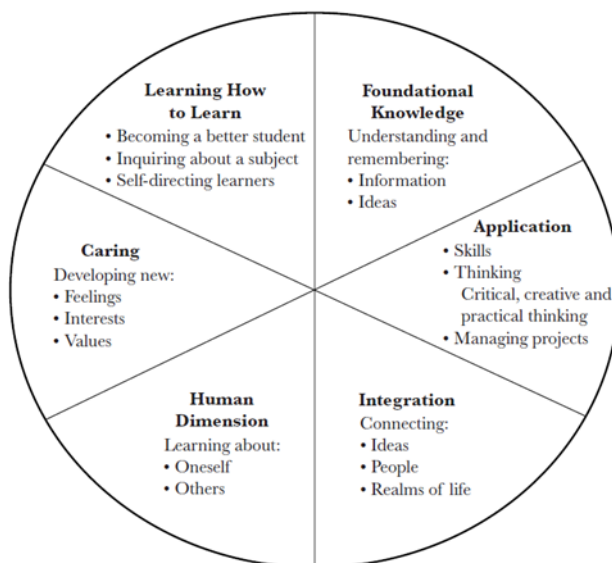 Learning How
to Learn
• Becoming a better student
• Inquiring about a subject
• Self-directing learners
Foundational
Knowledge
Understanding and
remembering:
• Information
• Ideas
Application
• Skills
• Thinking
Critical, creative and
practical thinking
• Managing projects
Integration
Connecting:
• Ideas
• People
• Realms of life
Human
Dimension
Learning about:
• Oneself
• Others
Caring
Developing new:
• Feelings
• Interests
• Values